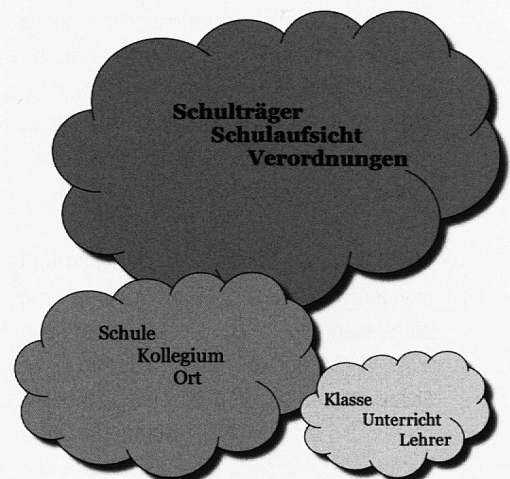 Schulträger
Schulaufsicht
Verordnungen
Schule
Kollegium
Ort
Klasse
Unterricht
Lehrer